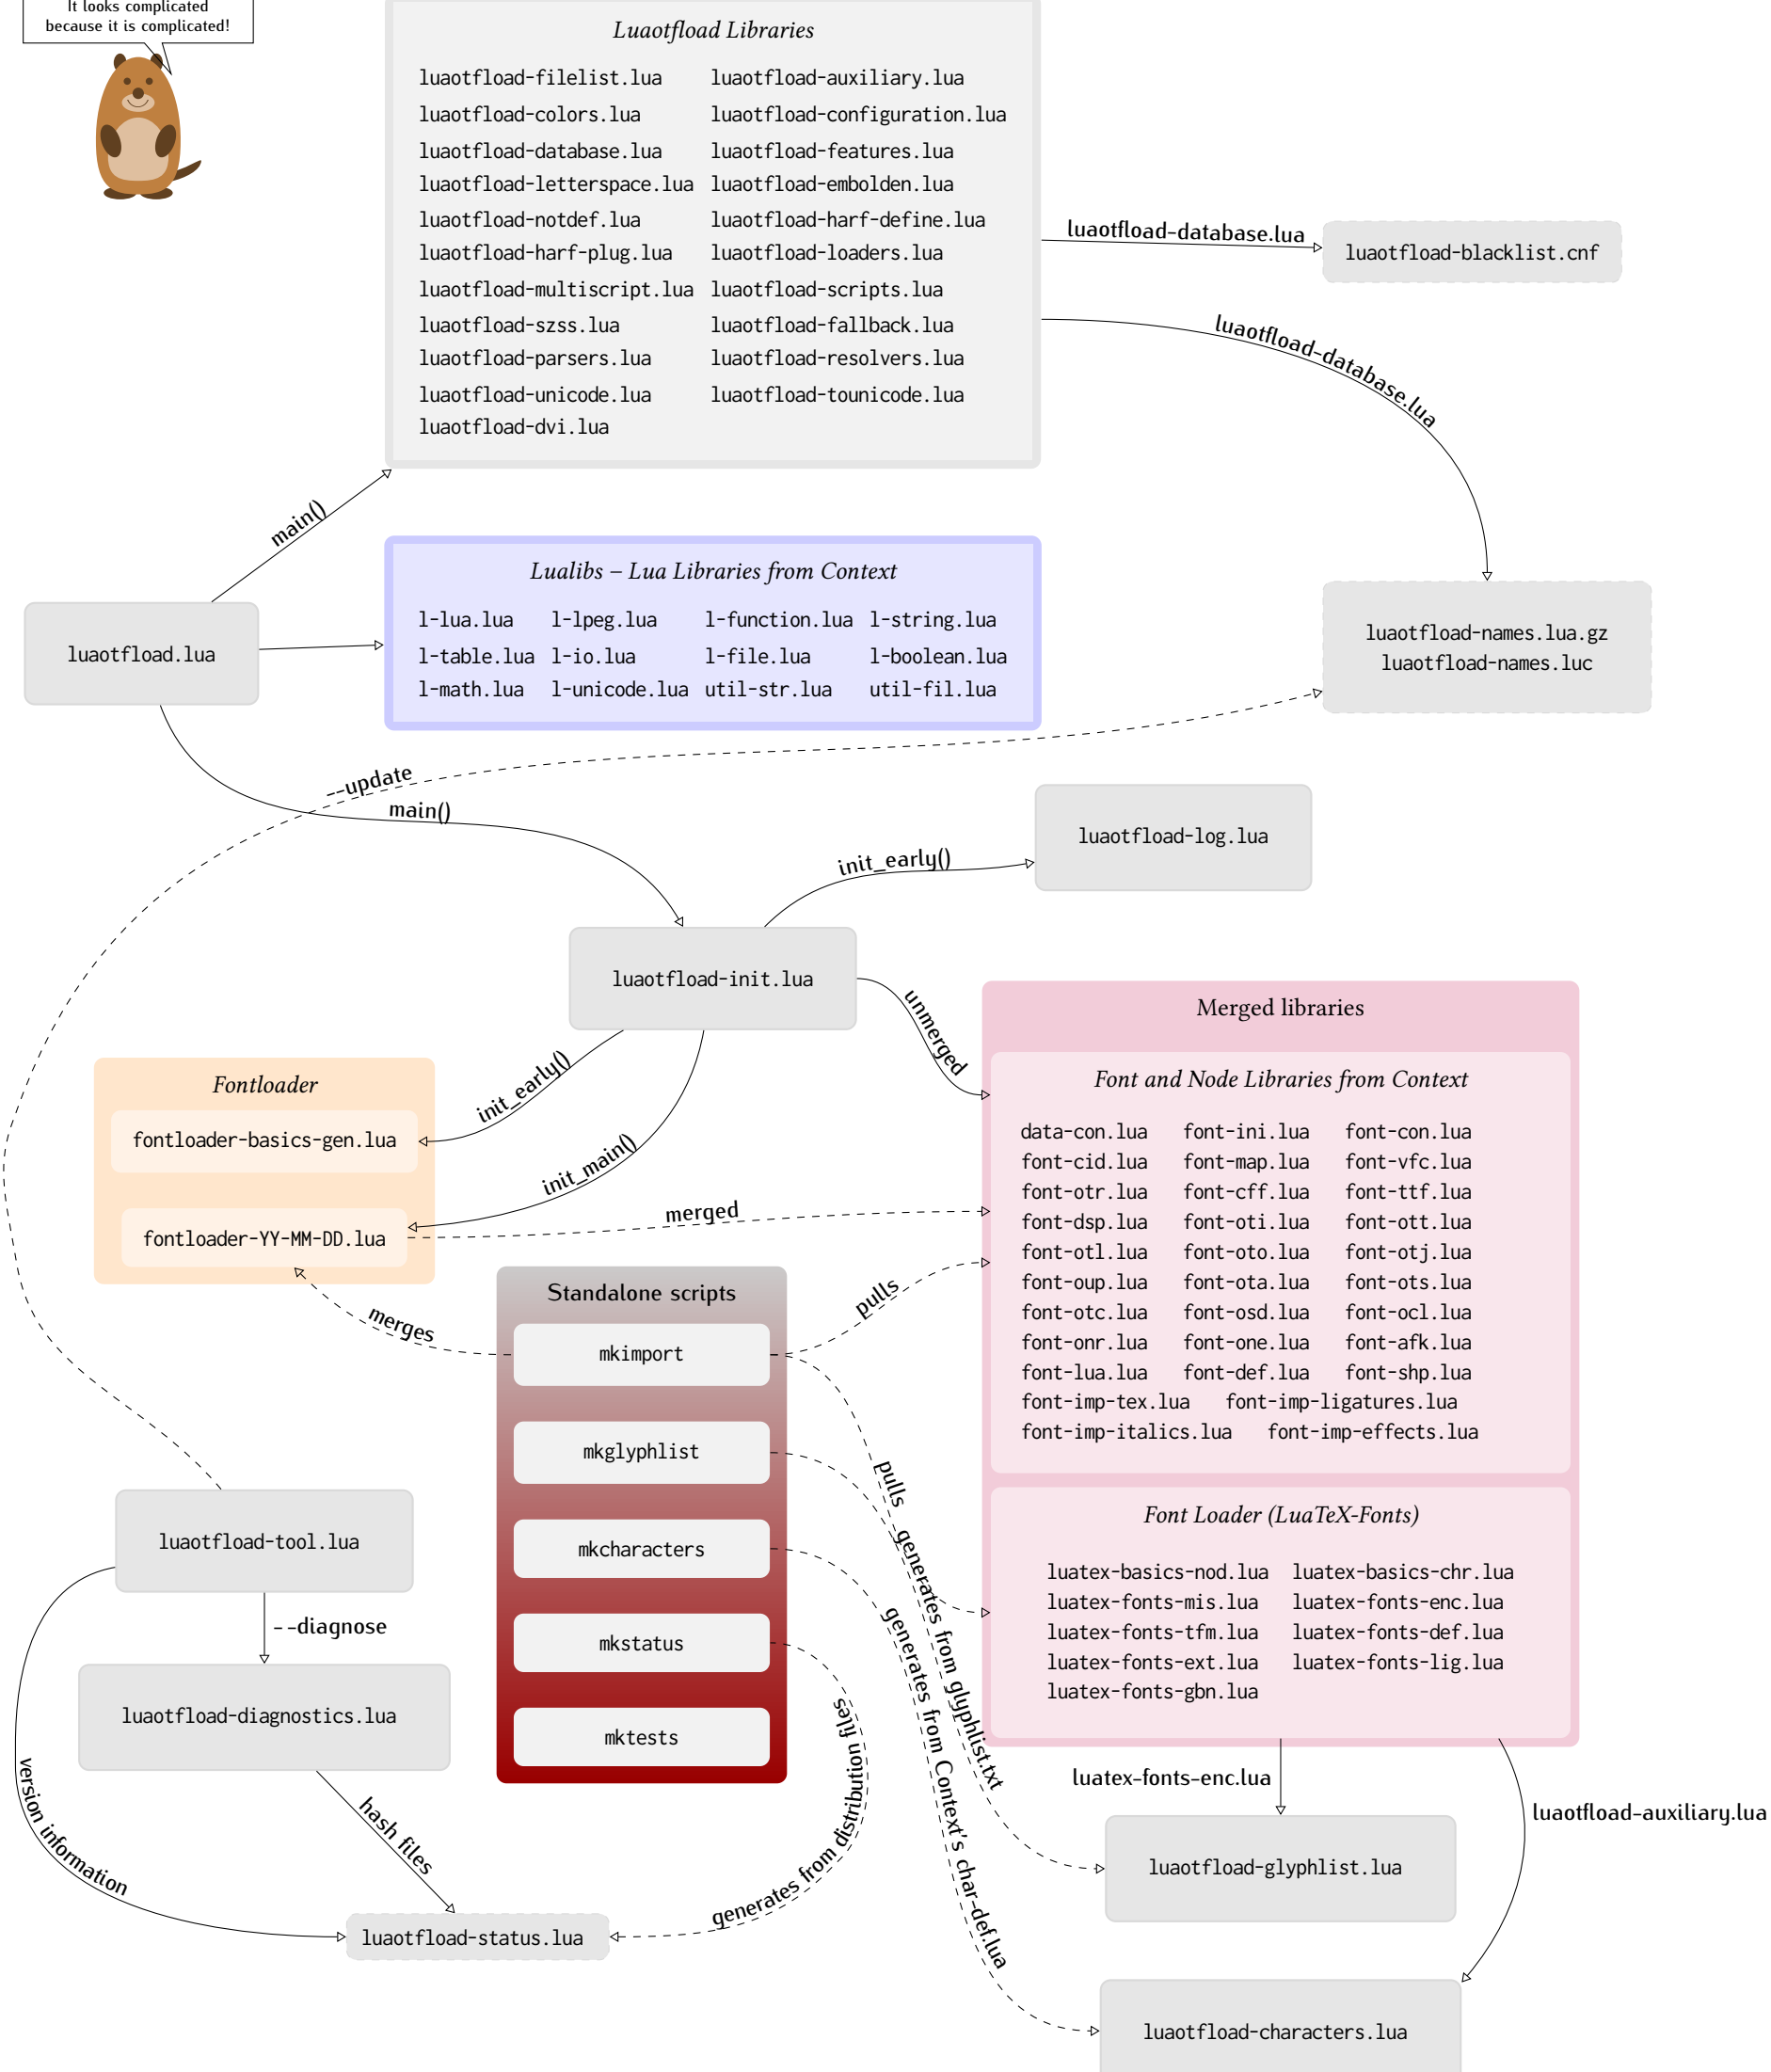 It looks complicated
because it is complicated!
Luaotfload Libraries
luaotfload-filelist.lua luaotfload-auxiliary.lua
luaotfload-colors.lua luaotfload-configuration.lua
luaotfload-database.lua luaotfload-features.lua
luaotfload-letterspace.lua luaotfload-embolden.lua
luaotfload-notdef.lua luaotfload-harf-define.lua
luaotfload-harf-plug.lua luaotfload-loaders.lua
luaotfload-multiscript.lua luaotfload-scripts.lua
luaotfload-szss.lua luaotfload-fallback.lua
luaotfload-parsers.lua luaotfload-resolvers.lua
luaotfload-unicode.lua luaotfload-tounicode.lua
luaotfload-dvi.lua
luaotfload-database.lua
luaotfload-blacklist.cnf
luaotfload-database.lua
main()
Lualibs – Lua Libraries from Context
l-lua.lua l-lpeg.lua l-function.lua l-string.lua
l-table.lua l-io.lua l-file.lua l-boolean.lua
l-math.lua l-unicode.lua util-str.lua util-fil.lua
luaotfload.lua
luaotfload-names.lua.gz
luaotfload-names.luc
--update
main()
luaotfload-log.lua
init_early()
luaotfload-init.lua
unmerged
Merged libraries
Font and Node Libraries from Context
data-con.lua font-ini.lua font-con.lua
font-cid.lua font-map.lua font-vfc.lua
font-otr.lua font-cff.lua font-ttf.lua
font-dsp.lua font-oti.lua font-ott.lua
font-otl.lua font-oto.lua font-otj.lua
font-oup.lua font-ota.lua font-ots.lua
font-otc.lua font-osd.lua font-ocl.lua
font-onr.lua font-one.lua font-afk.lua
font-lua.lua font-def.lua font-shp.lua
font-imp-tex.lua font-imp-ligatures.lua
font-imp-italics.lua font-imp-effects.lua
Fontloader
fontloader-basics-gen.lua
fontloader-YY-MM-DD.lua
init_early()
init_main()
merged
merges
pulls
Standalone scripts
mkimport
mkglyphlist
mkcharacters
mkstatus
mktests
pulls
generates from glyphlist.txt
generates from Context's char-def.lua
generates from distribution files
Font Loader (LuaTeX-Fonts)
luatex-basics-nod.lua luatex-basics-chr.lua
luatex-fonts-mis.lua luatex-fonts-enc.lua
luatex-fonts-tfm.lua luatex-fonts-def.lua
luatex-fonts-ext.lua luatex-fonts-lig.lua
luatex-fonts-gbn.lua
luaotfload-tool.lua
--diagnose
luaotfload-diagnostics.lua
version information
hash files
luaotfload-status.lua
luatex-fonts-enc.lua
luaotfload-auxiliary.lua
luaotfload-glyphlist.lua
luaotfload-characters.lua